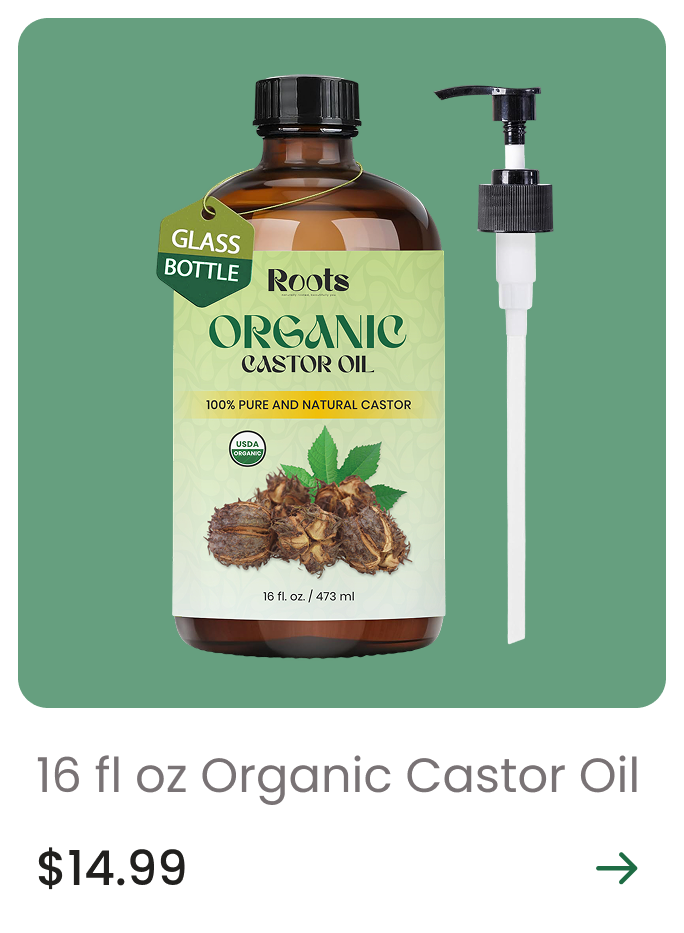 GLASS
BOTTLE
Roots
ORGANIC
CASTOR OIL
100% PURE AND NATURAL CASTOR
USDA
ORGANIC
16 fl. oz. / 473 ml
16 fl oz Organic Castor Oil
$14.99